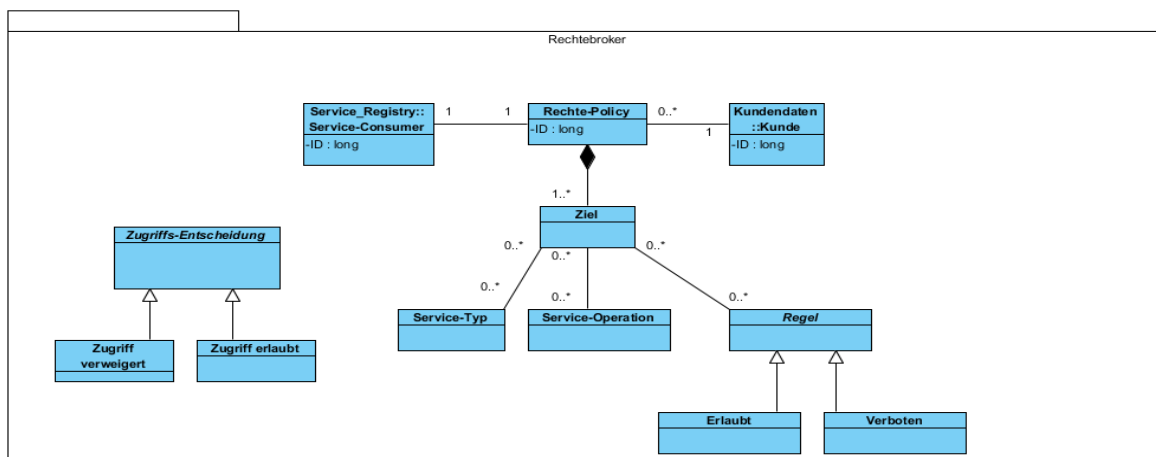 Rechtebroker
Service_Registry::
Service-Consumer
-ID : long
1
1
Rechte-Policy
-ID : long
0..*
1
Kundendaten
::Kunde
-ID : long
1..*
Ziel
Zugriffs-Entscheidung
0..*
0..*
0..*
0..*
0..*
0..*
Service-Typ
Service-Operation
Regel
Zugriff
verweigert
Zugriff erlaubt
Erlaubt
Verboten